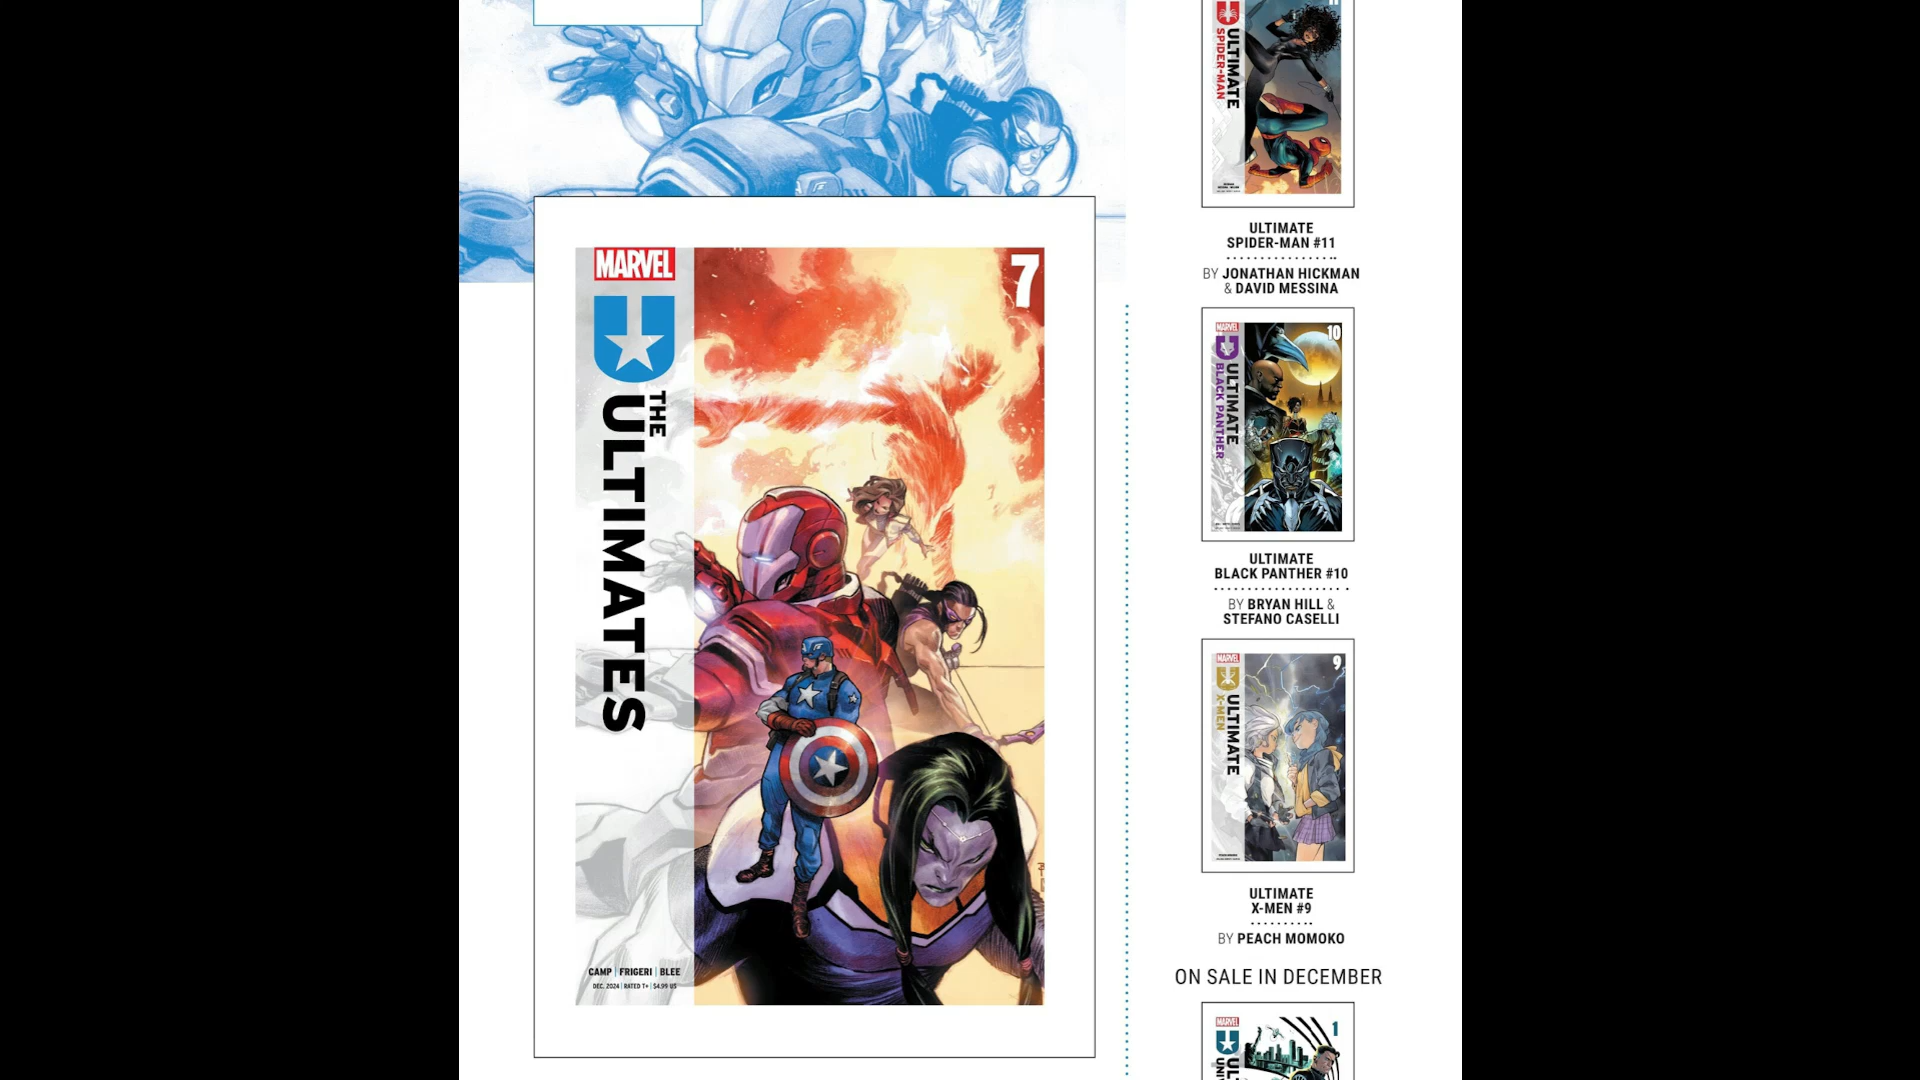 MARVEL
7
THE
ULTIMATES
CAMP | FRIGERI | BLEE
DEC. 2024 | RATED T+ | $4.99 US
ULTIMATE
SPIDER-MAN
ULTIMATE
SPIDER-MAN #11
BY JONATHAN HICKMAN
& DAVID MESSINA
MARVEL
10
ULTIMATE
BLACK PANTHER
ULTIMATE
BLACK PANTHER #10
BY BRYAN HILL &
STEFANO CASELLI
MARVEL
9
ULTIMATE
X-MEN
ULTIMATE
X-MEN #9
BY PEACH MOMOKO
ON SALE IN DECEMBER
MARVEL
1